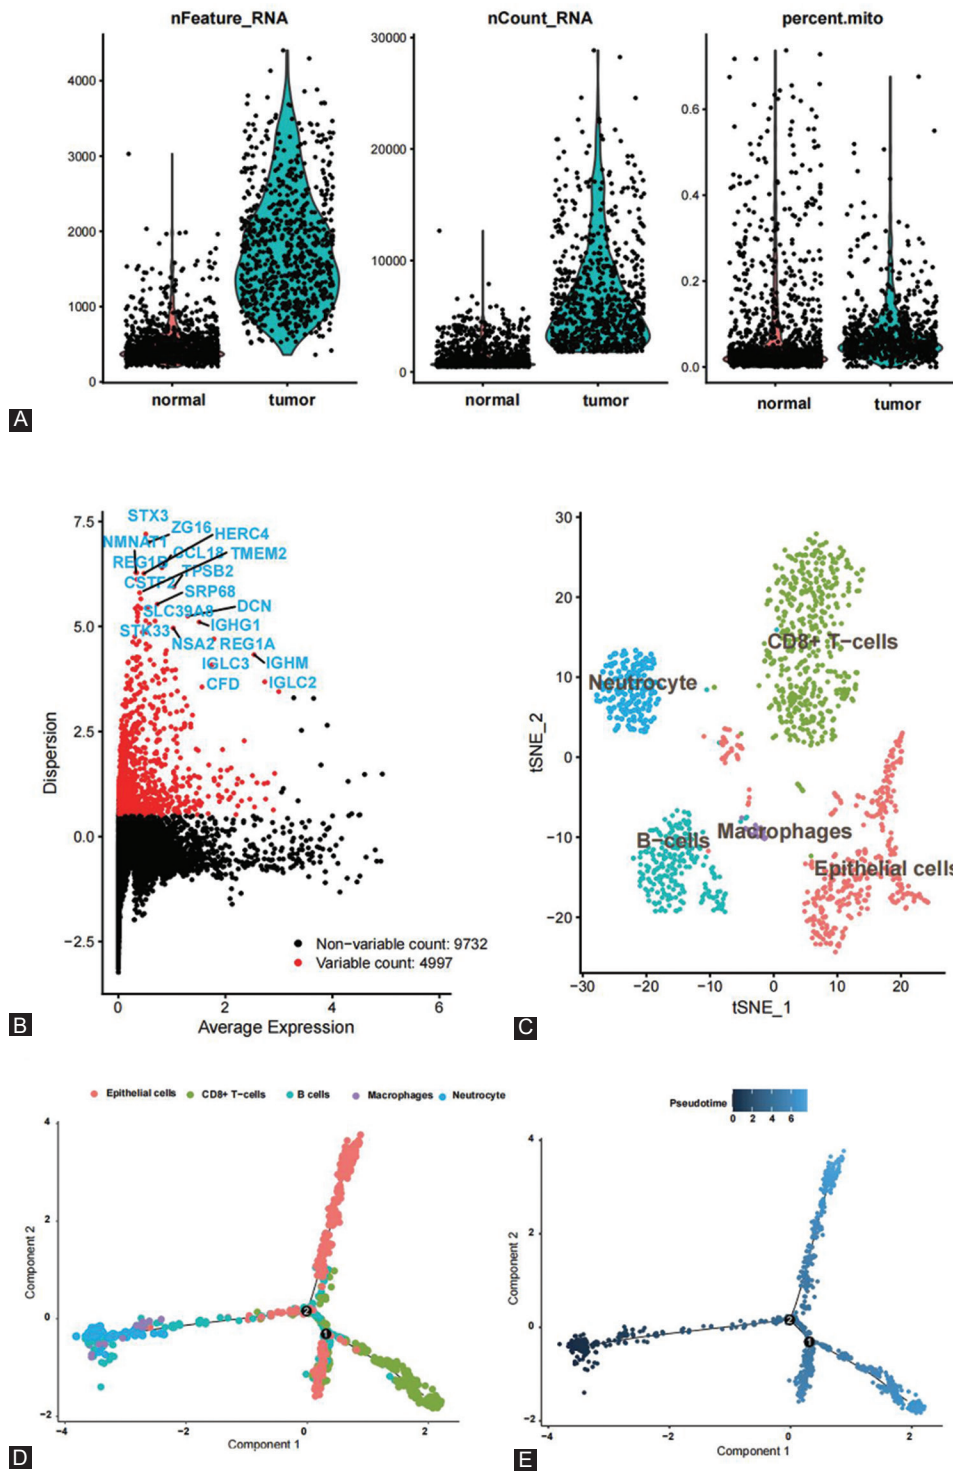 nFeature_RNA
nCount_RNA
percent.mito
4000
3000
2000
1000
0
normal
tumor
30000
20000
10000
0
normal
tumor
0.6
0.4
0.2
0.0
normal
tumor
A
STX3
ZG16
HERC4
NMNAT1
CCL18
TMEM2
REG1B
CSTF2
TPSB2
SRP68
SLC39A8
DCN
STK33
IGHG1
NSA2
REG1A
IGLC3
IGHM
CFD
IGLC2
7.5
5.0
2.5
0.0
−2.5
Dispersion
Non−variable count: 9732
Variable count: 4997
0
2
4
6
Average Expression
B
30
20
10
0
−10
−20
tSNE_2
CD8+ T−cells
Neutrocyte
Macrophages
B−cells
Epithelial cells
−30
−20
−10
0
10
20
tSNE_1
C
Epithelial cells
CD8+ T−cells
B cells
Macrophages
Neutrocyte
4
2
0
−2
Component 2
2
1
−4
−2
0
2
Component 1
D
Pseudotime
0 2 4 6
4
2
0
−2
Component 2
2
1
−4
−2
0
2
Component 1
E